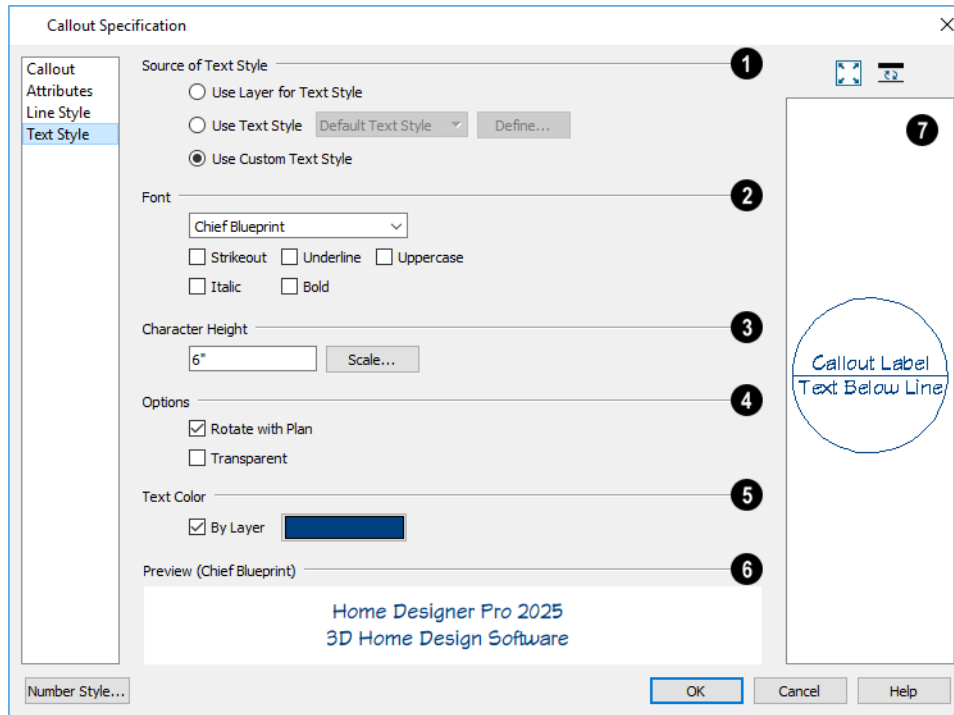 Callout Specification
Callout
Attributes
Line Style
Text Style
Source of Text Style 1
Use Layer for Text Style
Use Text Style Default Text Style Define...
Use Custom Text Style
Font 2
Chief Blueprint
Strikeout Underline Uppercase
Italic Bold
Character Height 3
6" Scale...
Options 4
Rotate with Plan
Transparent
Text Color 5
By Layer
Preview (Chief Blueprint) 6
Home Designer Pro 2025
3D Home Design Software
7
Callout Label
Text Below Line
Number Style... OK Cancel Help